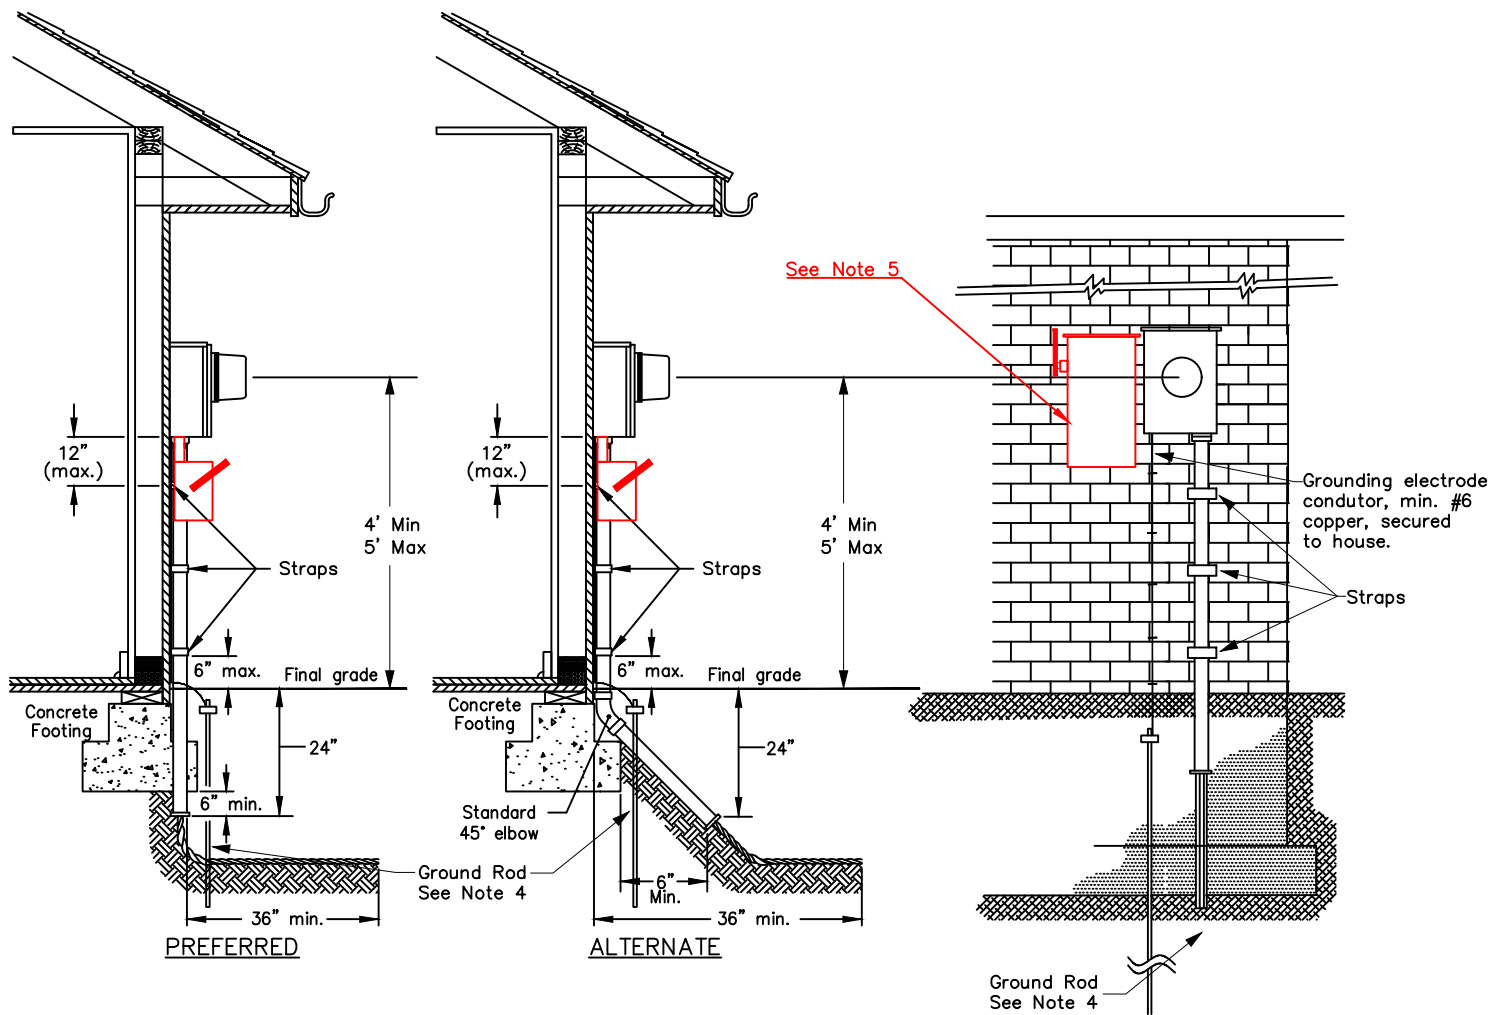 See Note 5
12"
(max.)
12"
(max.)
4' Min
5' Max
4' Min
5' Max
Grounding electrode
condutor, min. #6
copper, secured
to house.
Straps
Straps
Straps
6" max.
Final grade
6" max.
Final grade
Concrete
Footing
Concrete
Footing
24"
24"
6" min.
Standard
45° elbow
Ground Rod
See Note 4
6"
Min.
36" min.
36" min.
PREFERRED
ALTERNATE
Ground Rod
See Note 4